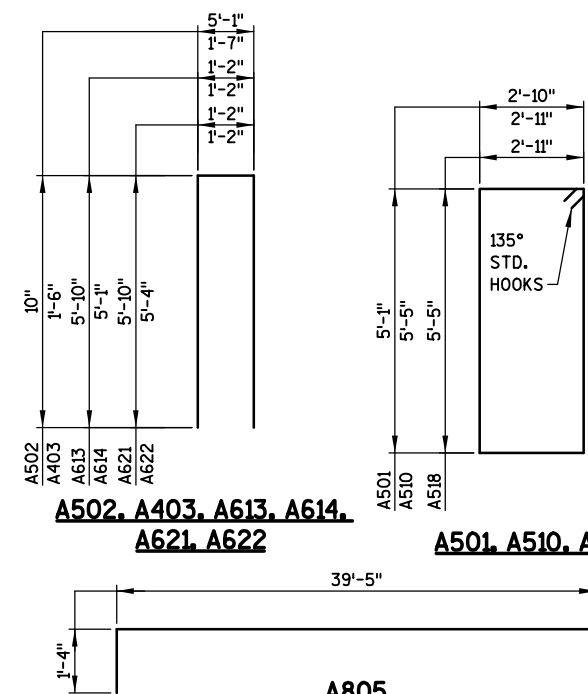 5'-1"
1'-7"
1'-2"
1'-2"
1'-2"
1'-2"
10"
1'-6"
5'-10"
5'-1"
5'-10"
5'-4"
A502
A403
A613
A614
A621
A622
A502, A403, A613, A614,
A621, A622
2'-10"
2'-11"
2'-11"
135°
STD.
HOOKS
5'-1"
5'-5"
5'-5"
A501
A510
A518
A501, A510, A
39'-5"
1'-4"
A805